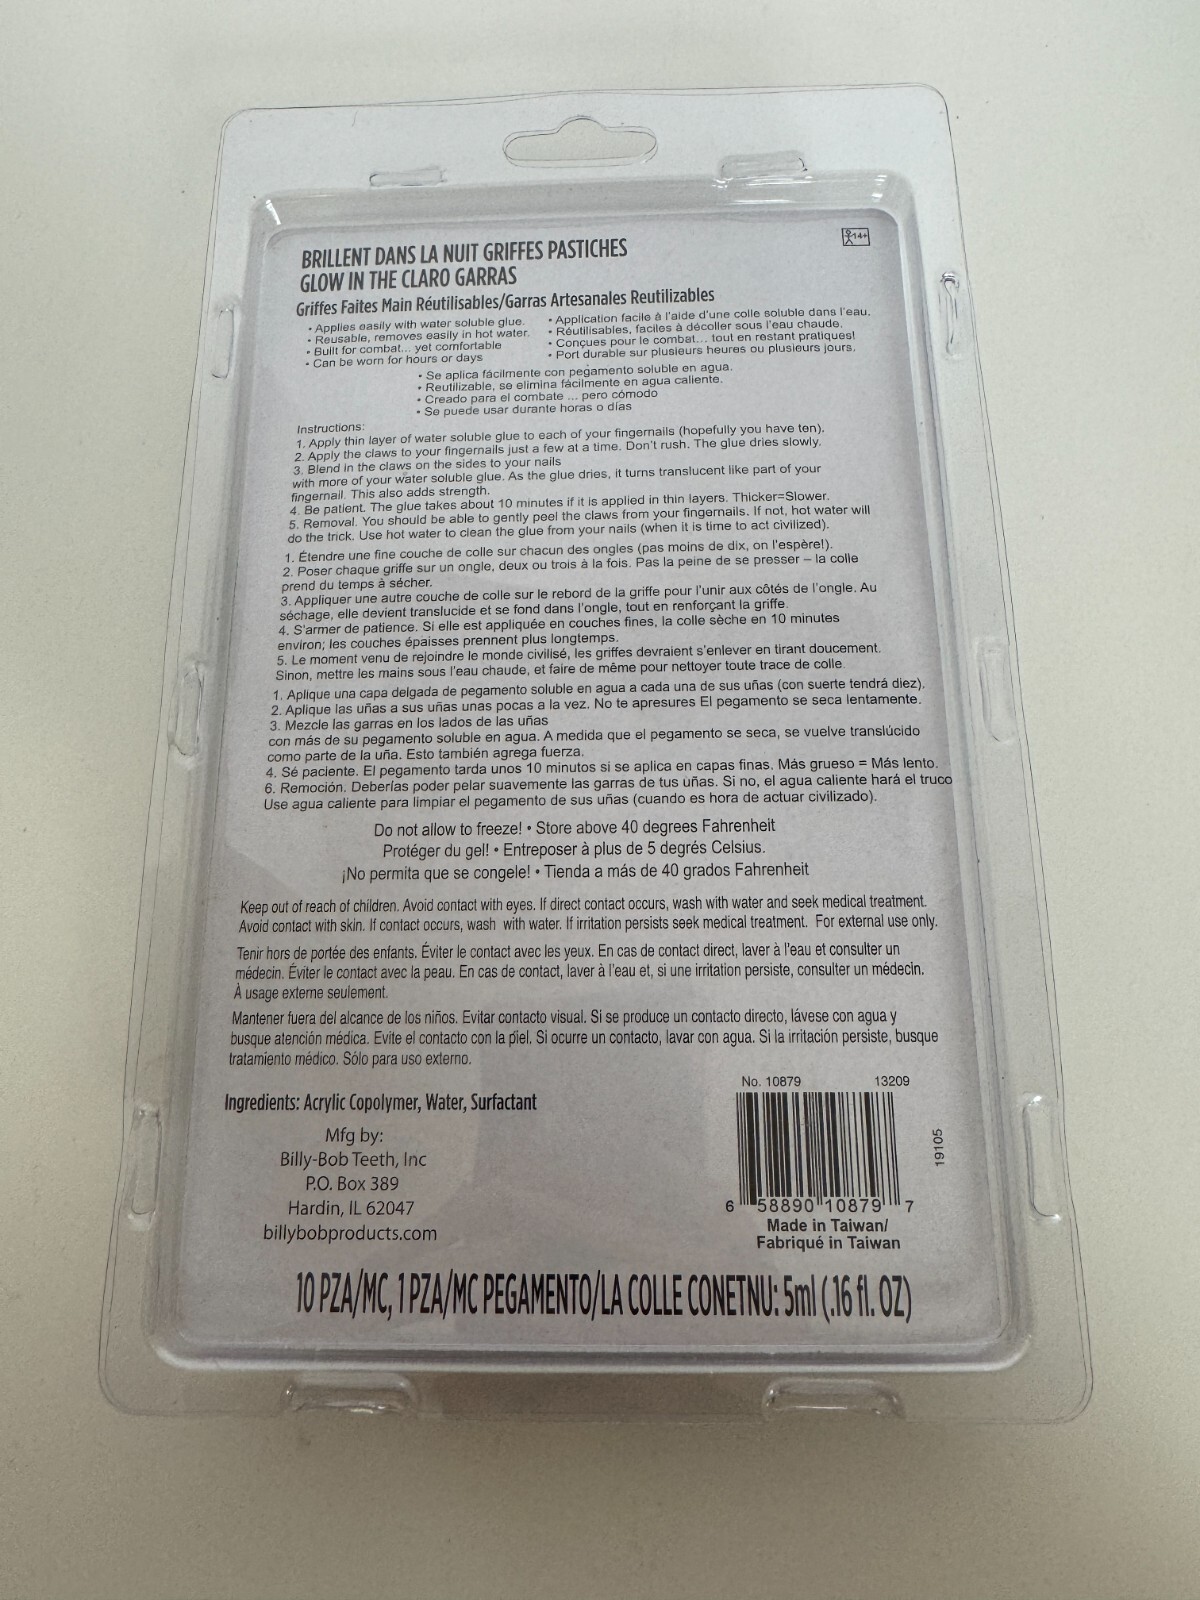 BRILLENT DANS LA NUIT GRIFFES PASTICHES
GLOW IN THE CLARO GARRAS
14+
Griffes Faites Main Réutilisables/Garras Artesanales Reutilizables
• Applies easily with water soluble glue.
• Reusable, removes easily in hot water.
• Built for combat... yet comfortable
• Can be worn for hours or days
• Application facile à l'aide d'une colle soluble dans l'eau.
• Réutilisables, faciles à décoller sous l'eau chaude.
• Conçues pour le combat... tout en restant pratiques!
• Port durable sur plusieurs heures ou plusieurs jours.
• Se aplica fácilmente con pegamento soluble en agua.
• Reutilizable, se elimina fácilmente en agua caliente.
• Creado para el combate ... pero cómodo
• Se puede usar durante horas o días
Instructions:
1. Apply thin layer of water soluble glue to each of your fingernails (hopefully you have ten).
2. Apply the claws to your fingernails just a few at a time. Don't rush. The glue dries slowly.
3. Blend in the claws on the sides to your nails
with more of your water soluble glue. As the glue dries, it turns translucent like part of your
fingernail. This also adds strength.
4. Be patient. The glue takes about 10 minutes if it is applied in thin layers. Thicker=Slower.
5. Removal. You should be able to gently peel the claws from your fingernails. If not, hot water will
do the trick. Use hot water to clean the glue from your nails (when it is time to act civilized).
1. Étendre une fine couche de colle sur chacun des ongles (pas moins de dix, on l'espère!).
2. Poser chaque griffe sur un ongle, deux ou trois à la fois. Pas la peine de se presser – la colle
prend du temps à sécher.
3. Appliquer une autre couche de colle sur le rebord de la griffe pour l'unir aux côtés de l'ongle. Au
séchage, elle devient translucide et se fond dans l'ongle, tout en renforçant la griffe.
4. S'armer de patience. Si elle est appliquée en couches fines, la colle sèche en 10 minutes
environ; les couches épaisses prennent plus longtemps.
5. Le moment venu de rejoindre le monde civilisé, les griffes devraient s'enlever en tirant doucement.
Sinon, mettre les mains sous l'eau chaude, et faire de même pour nettoyer toute trace de colle.
1. Aplique una capa delgada de pegamento soluble en agua a cada una de sus uñas (con suerte tendrá diez).
2. Aplique las uñas a sus uñas unas pocas a la vez. No te apresures El pegamento se seca lentamente.
3. Mezcle las garras en los lados de las uñas
con más de su pegamento soluble en agua. A medida que el pegamento se seca, se vuelve translúcido
como parte de la uña. Esto también agrega fuerza.
4. Sé paciente. El pegamento tarda unos 10 minutos si se aplica en capas finas. Más grueso = Más lento.
6. Remoción. Deberías poder pelar suavemente las garras de tus uñas. Si no, el agua caliente hará el truco
Use agua caliente para limpiar el pegamento de sus uñas (cuando es hora de actuar civilizado).
Do not allow to freeze! • Store above 40 degrees Fahrenheit
Protéger du gel! • Entreposer à plus de 5 degrés Celsius.
¡No permita que se congele! • Tienda a más de 40 grados Fahrenheit
Keep out of reach of children. Avoid contact with eyes. If direct contact occurs, wash with water and seek medical treatment.
Avoid contact with skin. If contact occurs, wash with water. If irritation persists seek medical treatment. For external use only.
Tenir hors de portée des enfants. Éviter le contact avec les yeux. En cas de contact direct, laver à l'eau et consulter un
médecin. Éviter le contact avec la peau. En cas de contact, laver à l'eau et, si une irritation persiste, consulter un médecin.
À usage externe seulement.
Mantener fuera del alcance de los niños. Evitar contacto visual. Si se produce un contacto directo, lávese con agua y
busque atención médica. Evite el contacto con la piel. Si ocurre un contacto, lavar con agua. Si la irritación persiste, busque
tratamiento médico. Sólo para uso externo.
Ingredients: Acrylic Copolymer, Water, Surfactant
Mfg by:
Billy-Bob Teeth, Inc
P.O. Box 389
Hardin, IL 62047
billybobproducts.com
No. 10879 13209
19105
6 58890 10879 7
Made in Taiwan/
Fabriqué in Taiwan
10 PZA/MC, 1 PZA/MC PEGAMENTO/LA COLLE CONETNU: 5ml (.16 fl. OZ)